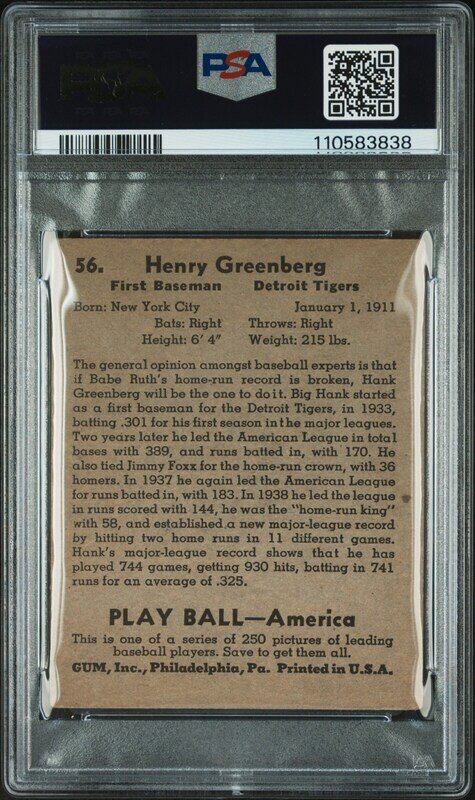 PSA
110583838
56. Henry Greenberg
First Baseman Detroit Tigers
Born: New York City January 1, 1911
Bats: Right Throws: Right
Height: 6' 4" Weight: 215 lbs.
The general opinion amongst baseball experts is that
if Babe Ruth's home-run record is broken, Hank
Greenberg will be the one to do it. Big Hank started
as a first baseman for the Detroit Tigers, in 1933,
batting .301 for his first season in the major leagues.
Two years later he led the American League in total
bases with 389, and runs batted in, with 170. He
also tied Jimmy Foxx for the home-run crown, with 36
homers. In 1937 he again led the American League
for runs batted in, with 183. In 1938 he led the league
in runs scored with 144, he was the "home-run king"
with 58, and established a new major-league record
by hitting two home runs in 11 different games.
Hank's major-league record shows that he has
played 744 games, getting 930 hits, batting in 741
runs for an average of .325.
PLAY BALL—America
This is one of a series of 250 pictures of leading
baseball players. Save to get them all.
GUM, Inc., Philadelphia, Pa. Printed in U.S.A.